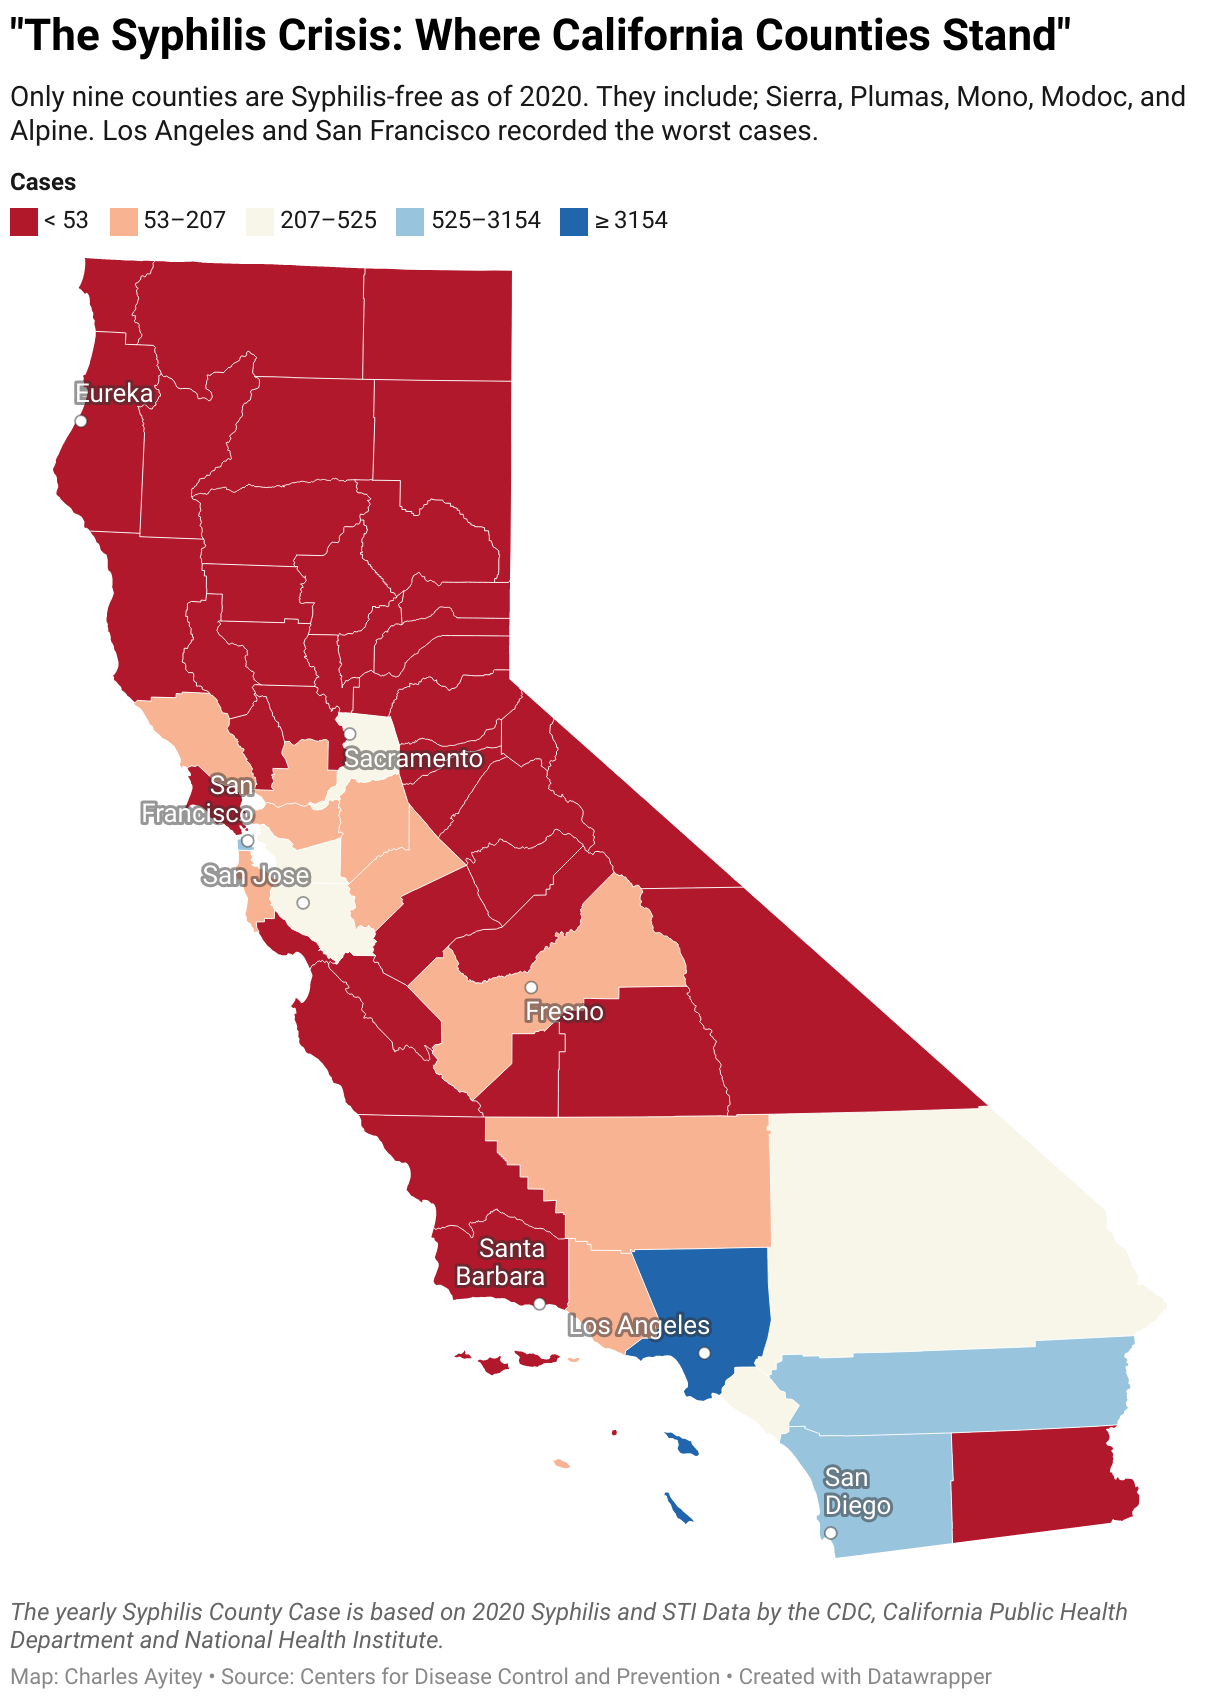 "The Syphilis Crisis: Where California Counties Stand"
Only nine counties are Syphilis-free as of 2020. They include; Sierra, Plumas, Mono, Modoc, and
Alpine. Los Angeles and San Francisco recorded the worst cases.
Cases
< 53 53–207 207–525 525–3154 ≥ 3154
Eureka
Sacramento
San
Francisco
San Jose
Fresno
Santa
Barbara
Los Angeles
San
Diego
The yearly Syphilis County Case is based on 2020 Syphilis and STI Data by the CDC, California Public Health
Department and National Health Institute.
Map: Charles Ayitey • Source: Centers for Disease Control and Prevention • Created with Datawrapper